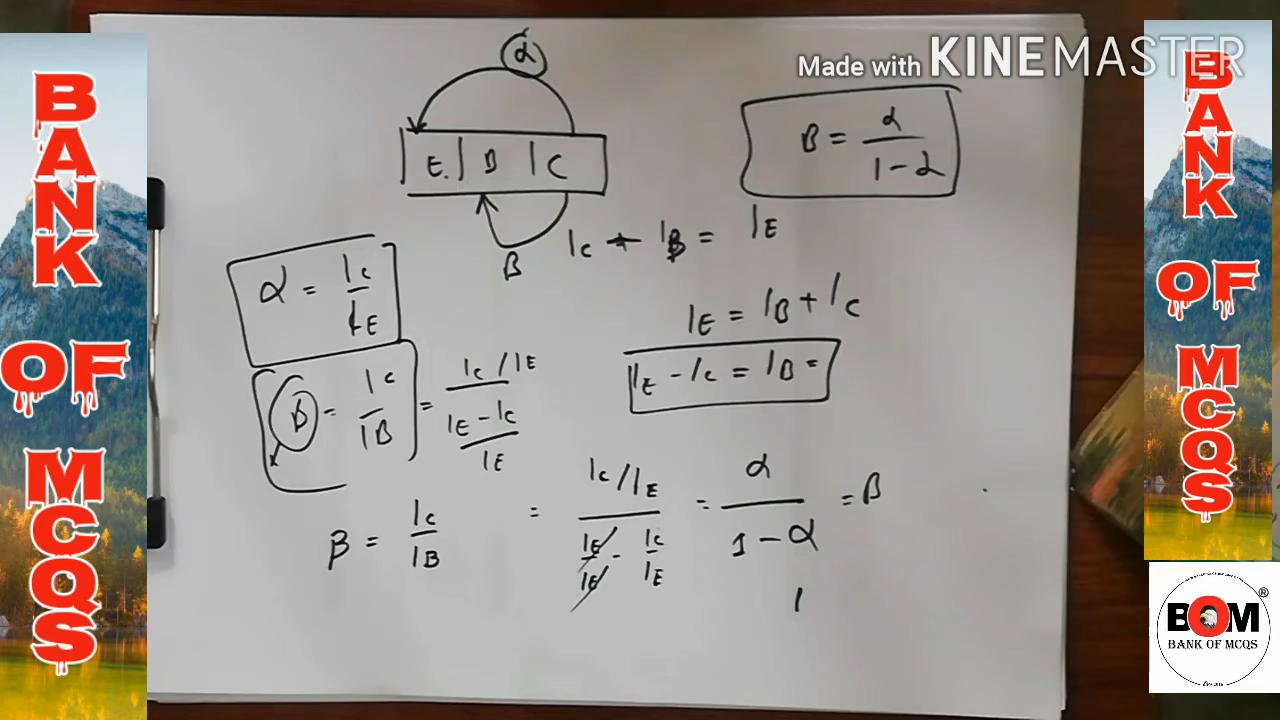 Made with KINEMASTER
BANK OF MCQS
BANK OF MCQS
α
E. | B | C
β
β = α / 1 - α
IC + IB = IE
α = IC / IE
IE = IB + IC
IE - IC = IB =
β = IC / IB = IC / IE / IE - IC / IE
β = IC / IB = IC / IE / IE / IE - IC / IE = α / 1 - α = β
BOM
®
BANK OF MCQS